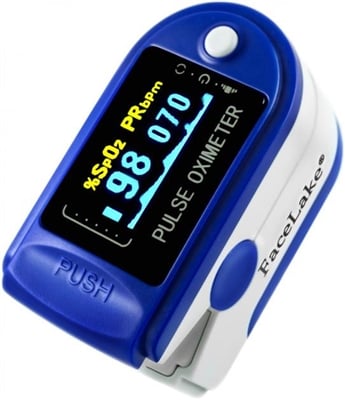 %SpO2 PRbpm
98 070
PULSE OXIMETER
PUSH
FaceLake®